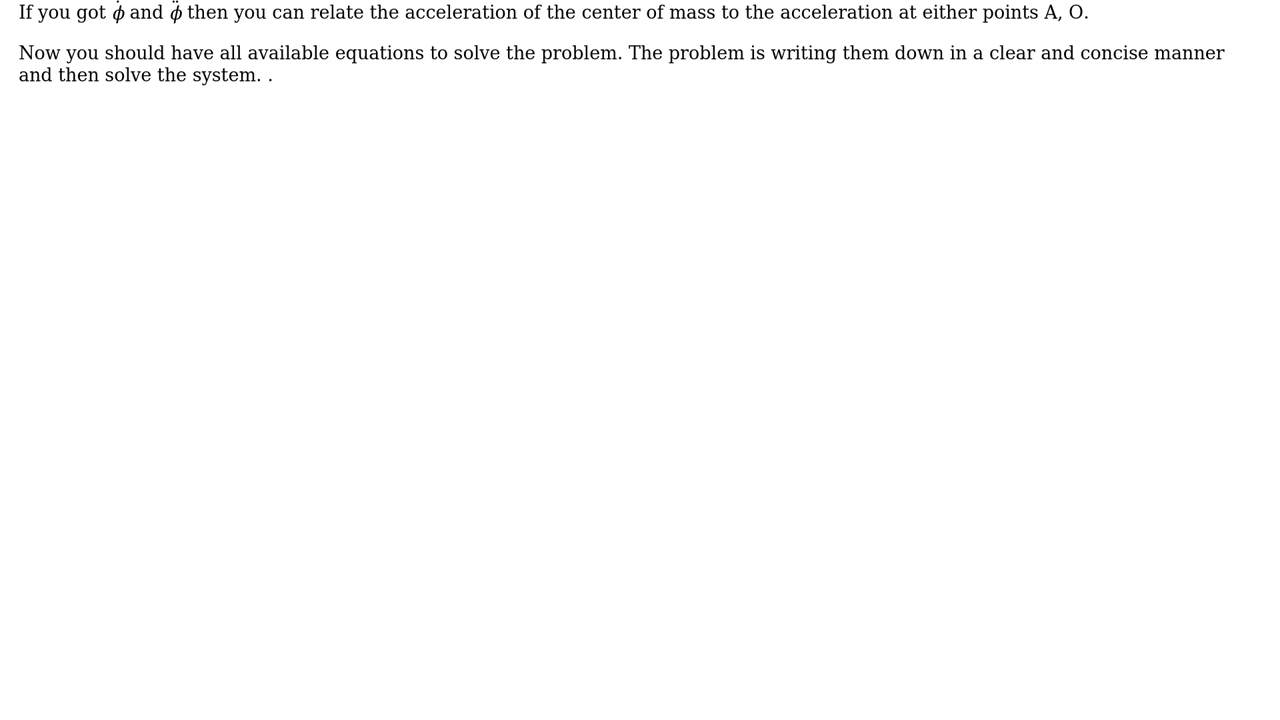 If you got ϕ̇ and ϕ̈ then you can relate the acceleration of the center of mass to the acceleration at either points A, O.
Now you should have all available equations to solve the problem. The problem is writing them down in a clear and concise manner
and then solve the system. .